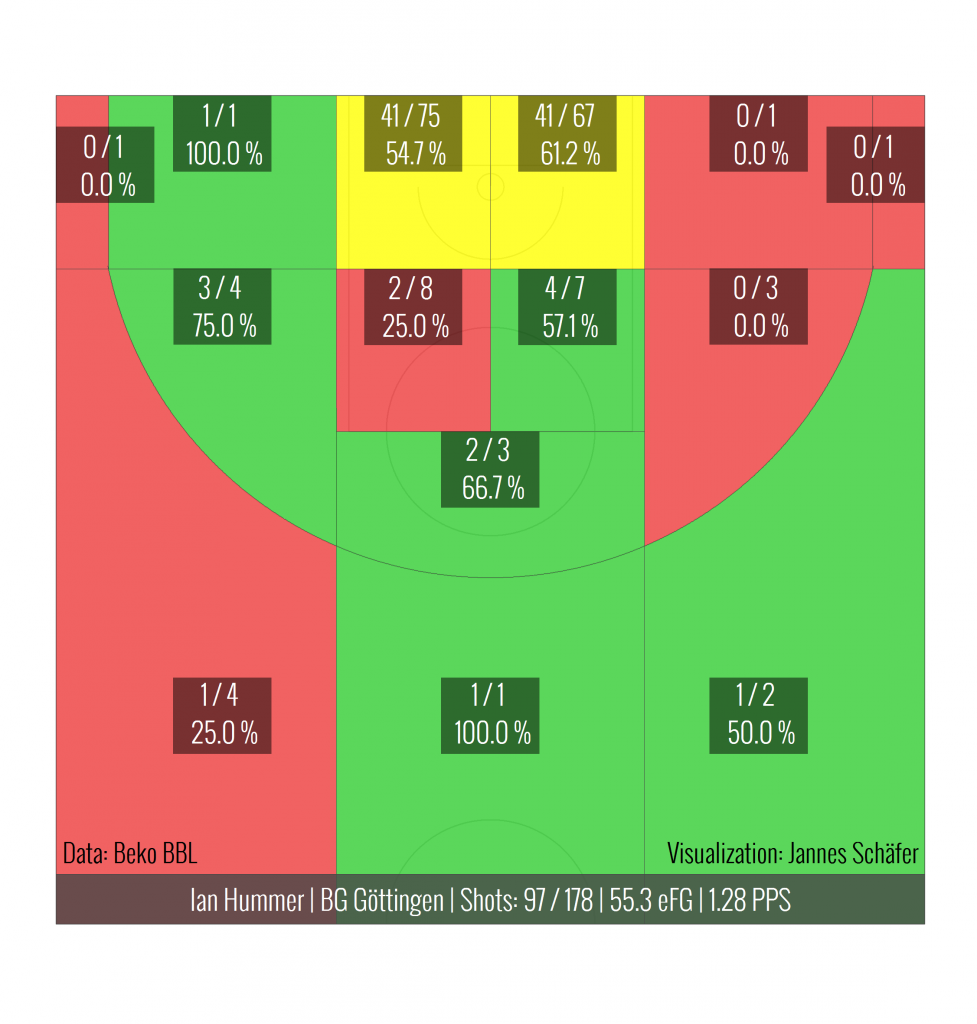 1 / 1
100.0 %
41 / 75
54.7 %
41 / 67
61.2 %
0 / 1
0.0 %
0 / 1
0.0 %
0 / 1
0.0 %
3 / 4
75.0 %
2 / 8
25.0 %
4 / 7
57.1 %
0 / 3
0.0 %
2 / 3
66.7 %
1 / 4
25.0 %
1 / 1
100.0 %
1 / 2
50.0 %
Data: Beko BBL
Visualization: Jannes Schäfer
Ian Hummer | BG Göttingen | Shots: 97 / 178 | 55.3 eFG | 1.28 PPS